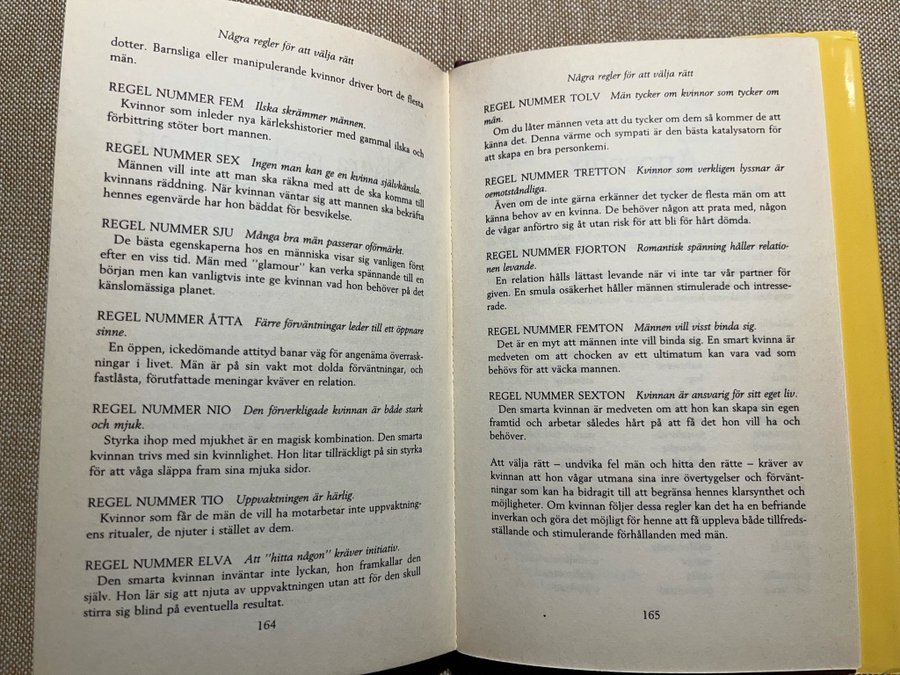 Några regler för att välja rätt
dotter. Barnsliga eller manipulerande kvinnor driver bort de flesta
män.
REGEL NUMMER FEM Ilska skrämmer männen.
Kvinnor som inleder nya kärlekshistorier med gammal ilska och
förbittring stöter bort mannen.
REGEL NUMMER SEX Ingen man kan ge en kvinna självkänsla.
Männen vill inte att man ska räkna med att de ska komma till
kvinnans räddning. När kvinnan väntar sig att mannen ska bekräfta
hennes egenvärde har hon bäddat för besvikelse.
REGEL NUMMER SJU Många bra män passerar oförmärkt.
De bästa egenskaperna hos en människa visar sig vanligen först
efter en viss tid. Män med "glamour" kan verka spännande till en
början men kan vanligtvis inte ge kvinnan vad hon behöver på det
känslomässiga planet.
REGEL NUMMER ÅTTA Färre förväntningar leder till ett öppnare
sinne.
En öppen, ickedömande attityd banar väg för angenäma överrask-
ningar i livet. Män är på sin vakt mot dolda förväntningar, och
fastlåsta, förutfattade meningar kväver en relation.
REGEL NUMMER NIO Den förverkligade kvinnan är både stark
och mjuk.
Styrka ihop med mjukhet är en magisk kombination. Den smarta
kvinnan trivs med sin kvinnlighet. Hon litar tillräckligt på sin styrka
för att våga släppa fram sina mjuka sidor.
REGEL NUMMER TIO Uppvaktningen är härlig.
Kvinnor som får de män de vill ha motarbetar inte uppvaktning-
ens ritualer, de njuter i stället av dem.
REGEL NUMMER ELVA Att "hitta någon" kräver initiativ.
Den smarta kvinnan inväntar inte lyckan, hon framkallar den
själv. Hon lär sig att njuta av uppvaktningen utan att för den skull
stirra sig blind på eventuella resultat.
164
Några regler för att välja rätt
REGEL NUMMER TOLV Män tycker om kvinnor som tycker om
män.
Om du låter männen veta att du tycker om dem så kommer de att
känna det. Denna värme och sympati är den bästa katalysatorn för
att skapa en bra personkemi.
REGEL NUMMER TRETTON Kvinnor som verkligen lyssnar är
oemotståndliga.
Även om de inte gärna erkänner det tycker de flesta män om att
känna behov av en kvinna. De behöver någon att prata med, någon
de vågar anförtro sig åt utan risk för att bli för hårt dömda.
REGEL NUMMER FJORTON Romantisk spänning håller relatio-
nen levande.
En relation hålls lättast levande när vi inte tar vår partner för
given. En smula osäkerhet håller männen stimulerade och intresse-
rade.
REGEL NUMMER FEMTON Männen vill visst binda sig.
Det är en myt att männen inte vill binda sig. En smart kvinna är
medveten om att chocken av ett ultimatum kan vara vad som
behövs för att väcka mannen.
REGEL NUMMER SEXTON Kvinnan är ansvarig för sitt eget liv.
Den smarta kvinnan är medveten om att hon kan skapa sin egen
framtid och arbetar således hårt på att få det hon vill ha och
behöver.
Att välja rätt – undvika fel män och hitta den rätte – kräver av
kvinnan att hon vågar utmana sina inre övertygelser och förvänt-
ningar som kan ha bidragit till att begränsa hennes klarsynthet och
möjligheter. Om kvinnan följer dessa regler kan det ha en befriande
inverkan och göra det möjligt för henne att få uppleva både tillfreds-
ställande och stimulerande förhållanden med män.
165